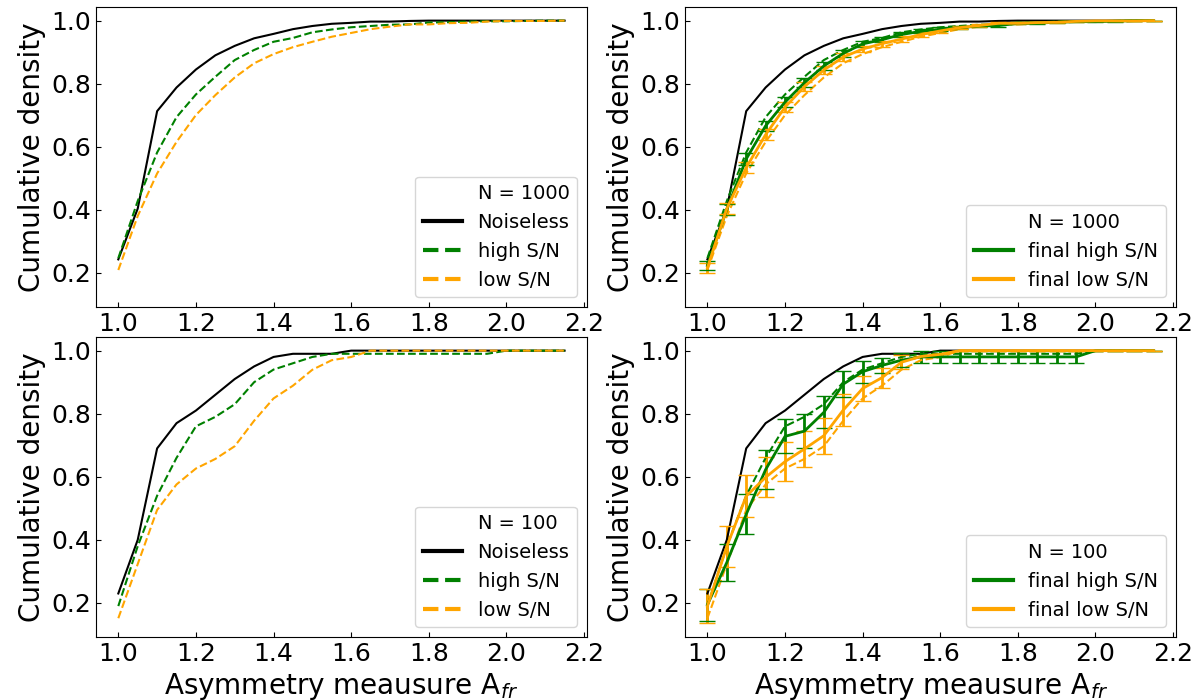 Cumulative density
1.0
0.8
0.6
0.4
0.2
N = 1000
Noiseless
high S/N
low S/N
1.0 1.2 1.4 1.6 1.8 2.0 2.2
Cumulative density
1.0
0.8
0.6
0.4
0.2
N = 1000
final high S/N
final low S/N
1.0 1.2 1.4 1.6 1.8 2.0 2.2
Cumulative density
1.0
0.8
0.6
0.4
0.2
N = 100
Noiseless
high S/N
low S/N
1.0 1.2 1.4 1.6 1.8 2.0 2.2
Asymmetry meausure A_fr
Cumulative density
1.0
0.8
0.6
0.4
0.2
N = 100
final high S/N
final low S/N
1.0 1.2 1.4 1.6 1.8 2.0 2.2
Asymmetry meausure A_fr